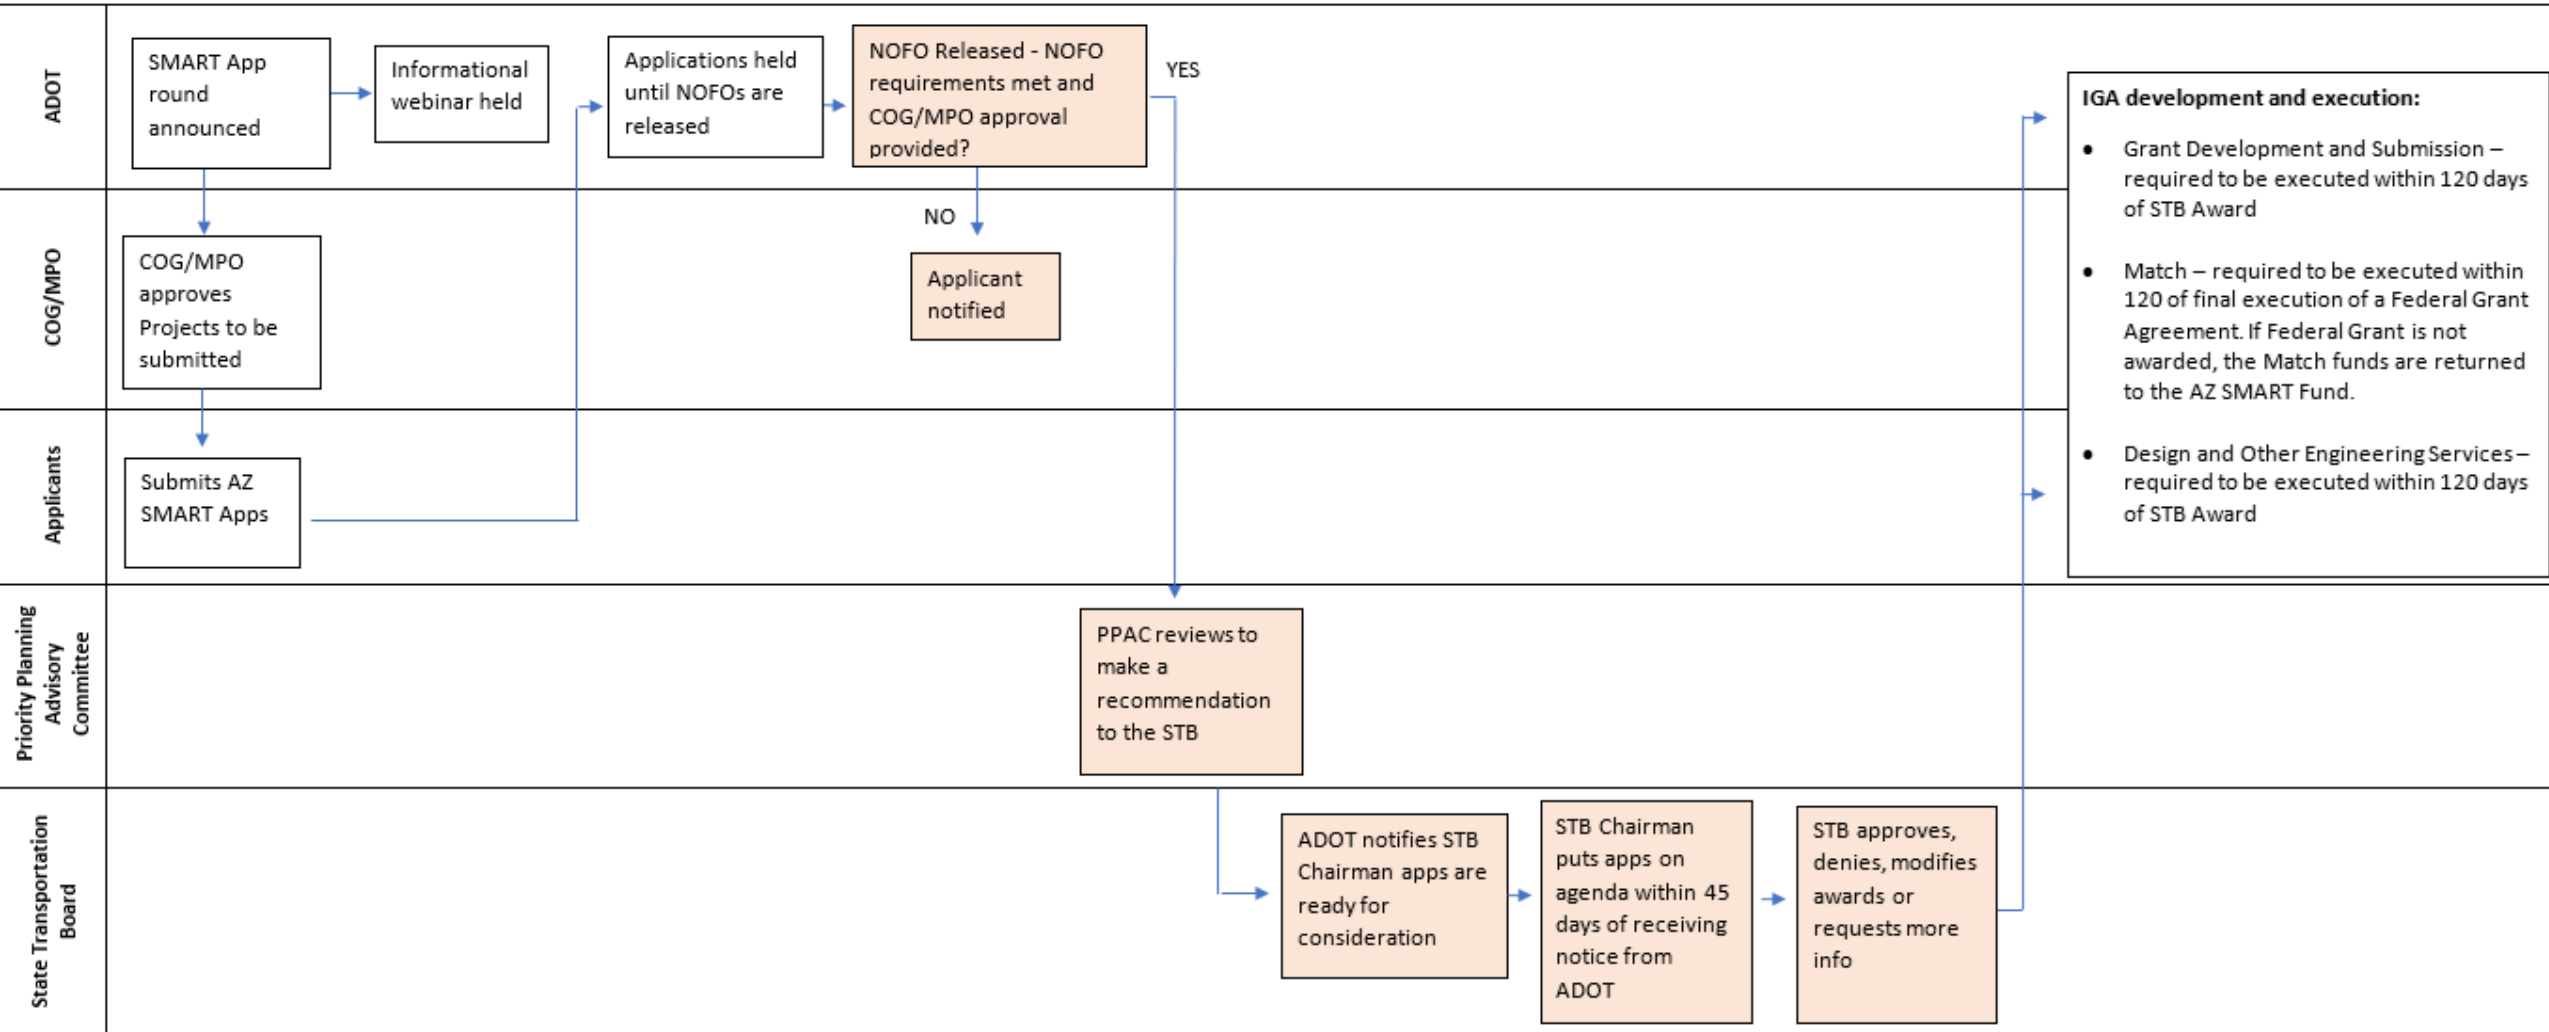 ADOT
SMART App
round
announced
Informational
webinar held
Applications held
until NOFOs are
released
NOFO Released - NOFO
requirements met and
COG/MPO approval
provided?
YES
NO
COG/MPO
COG/MPO
approves
Projects to be
submitted
Applicant
notified
Applicants
Submits AZ
SMART Apps
IGA development and execution:
• Grant Development and Submission –
required to be executed within 120 days
of STB Award
• Match – required to be executed within
120 of final execution of a Federal Grant
Agreement. If Federal Grant is not
awarded, the Match funds are returned
to the AZ SMART Fund.
• Design and Other Engineering Services –
required to be executed within 120 days
of STB Award
Priority Planning
Advisory
Committee
PPAC reviews to
make a
recommendation
to the STB
State Transportation
Board
ADOT notifies STB
Chairman apps are
ready for
consideration
STB Chairman
puts apps on
agenda within 45
days of receiving
notice from
ADOT
STB approves,
denies, modifies
awards or
requests more
info